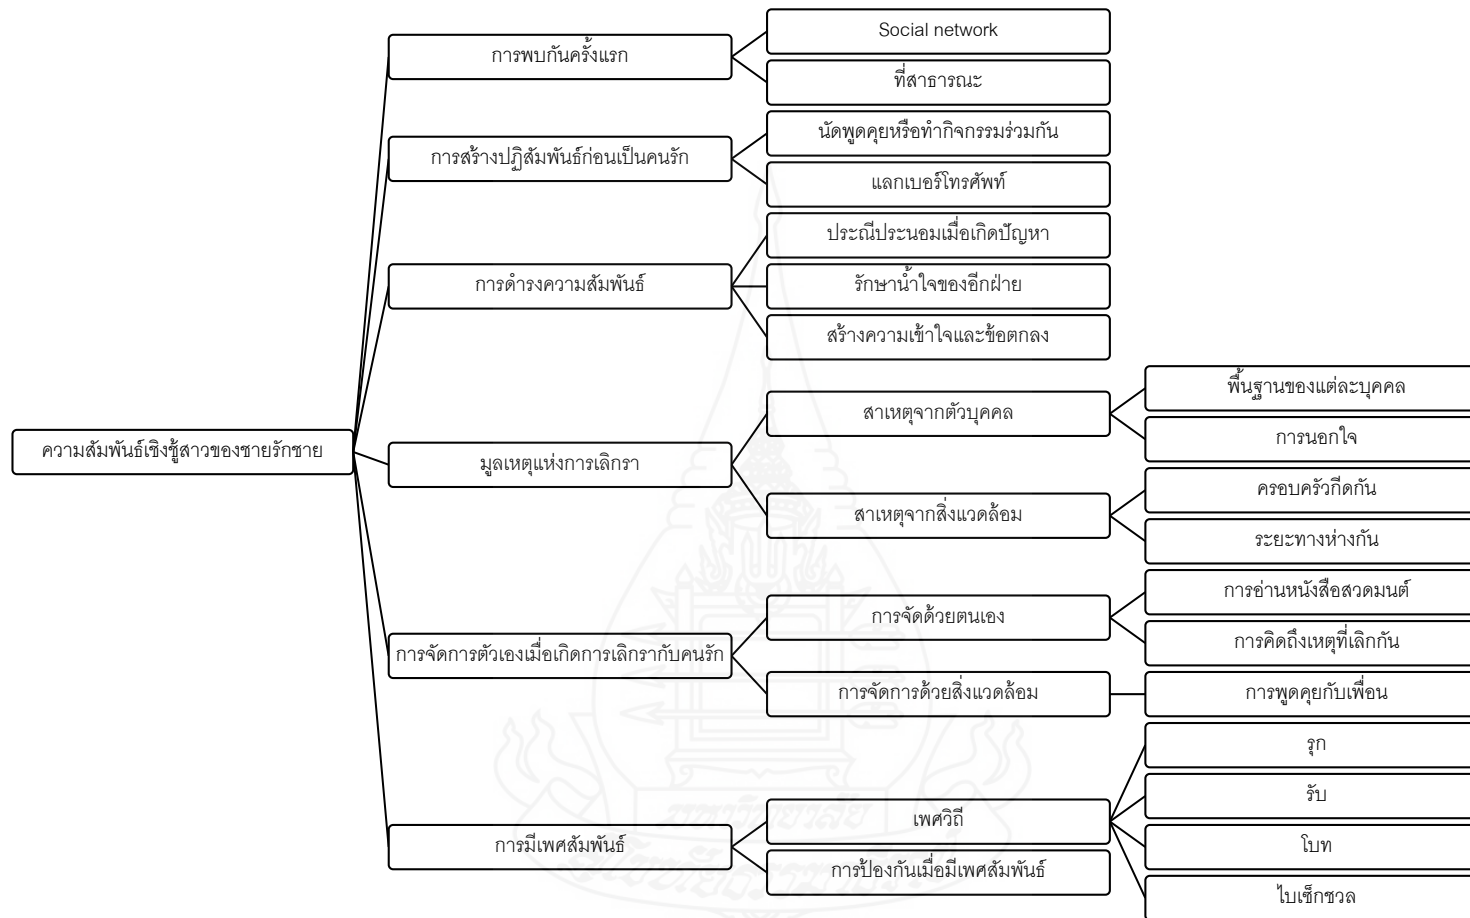 ความสัมพันธ์เชิงชู้สาวของชายรักชาย
การพบกันครั้งแรก
Social network
ที่สาธารณะ
การสร้างปฏิสัมพันธ์ก่อนเป็นคนรัก
นัดพูดคุยหรือทำกิจกรรมร่วมกัน
แลกเบอร์โทรศัพท์
การดำรงความสัมพันธ์
ประณีประนอมเมื่อเกิดปัญหา
รักษาน้ำใจของอีกฝ่าย
สร้างความเข้าใจและข้อตกลง
มูลเหตุแห่งการเลิกรา
สาเหตุจากตัวบุคคล
พื้นฐานของแต่ละบุคคล
การนอกใจ
สาเหตุจากสิ่งแวดล้อม
ครอบครัวกีดกัน
ระยะทางห่างกัน
การจัดการตัวเองเมื่อเกิดการเลิกรากับคนรัก
การจัดด้วยตนเอง
การอ่านหนังสือสวดมนต์
การคิดถึงเหตุที่เลิกกัน
การจัดการด้วยสิ่งแวดล้อม
การพูดคุยกับเพื่อน
การมีเพศสัมพันธ์
เพศวิถี
รุก
รับ
โบท
ไบเซ็กชวล
การป้องกันเมื่อมีเพศสัมพันธ์
มหาวิทยาลัย
สุโขทัยธรรมาธิราช